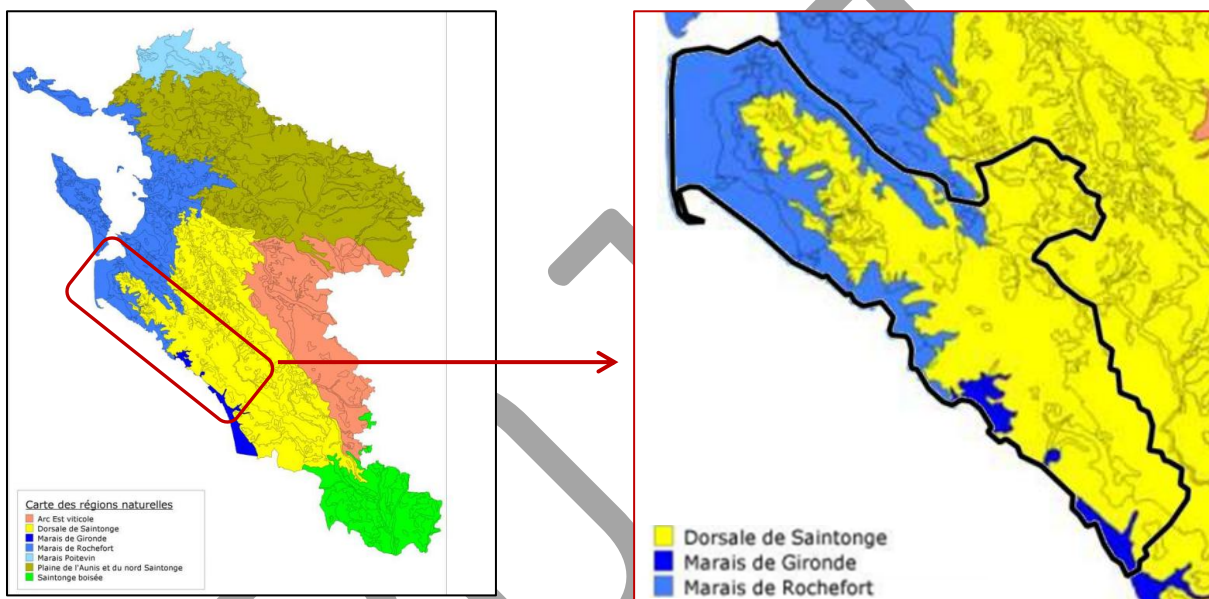 Carte des régions naturelles
Arc Est viticole
Dorsale de Saintonge
Marais de Gironde
Marais de Rochefort
Marais Poitevin
Plaine de l'Aunis et du nord Saintonge
Saintonge boisée
Dorsale de Saintonge
Marais de Gironde
Marais de Rochefort